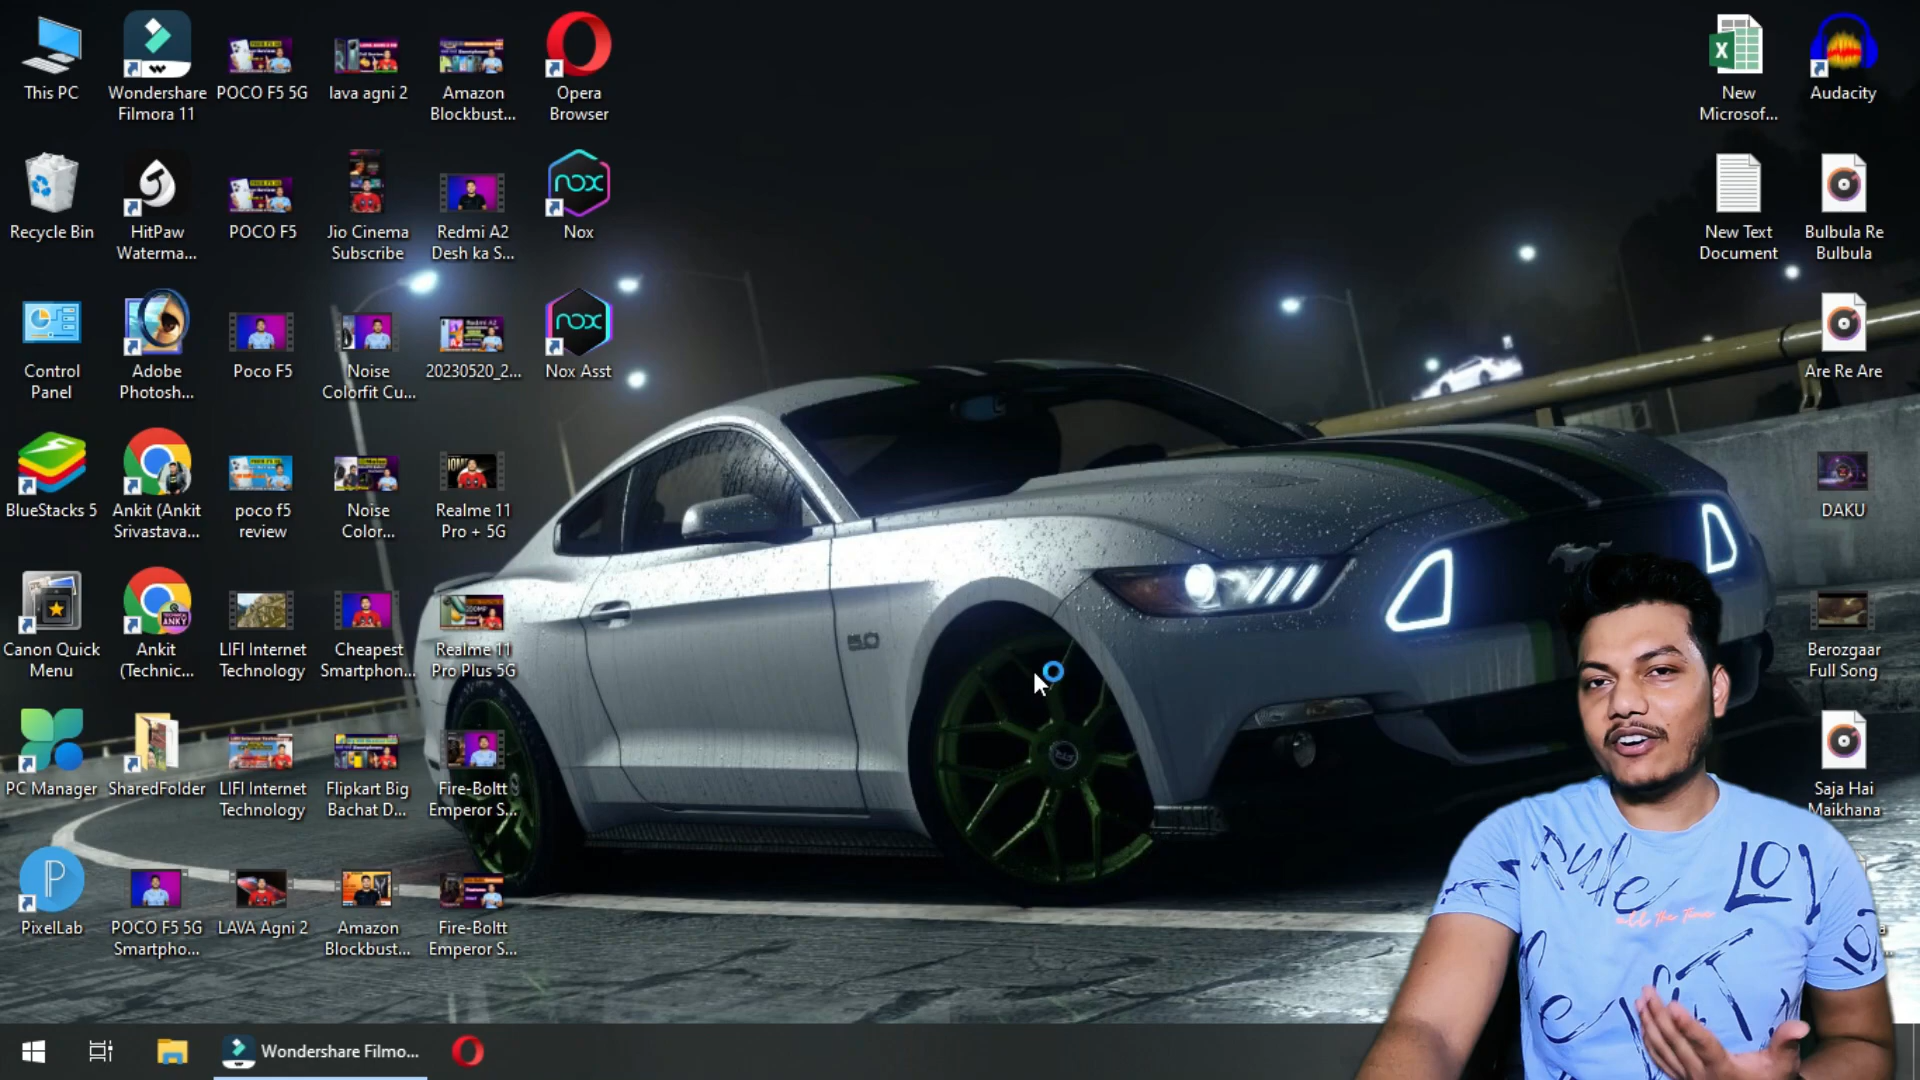 This PC
Wondershare
Filmora 11
POCO F5 5G
lava agni 2
Amazon
Blockbust...
Opera
Browser
New
Microsof...
Audacity
Recycle Bin
HitPaw
Waterma...
POCO F5
Jio Cinema
Subscribe
Redmi A2
Desh ka S...
nox
Nox
New Text
Document
Bulbula Re
Bulbula
Control
Panel
Adobe
Photosh...
Poco F5
Noise
Colorfit Cu...
20230520_2...
nox
Nox Asst
Are Re Are
BlueStacks 5
Ankit (Ankit
Srivastava...
poco f5
review
Noise
Color...
Realme 11
Pro + 5G
DAKU
Canon Quick
Menu
Ankit
(Technic...
LIFI Internet
Technology
Cheapest
Smartphon...
Realme 11
Pro Plus 5G
5.0
Berozgaar
Full Song
PC Manager
SharedFolder
LIFI Internet
Technology
Flipkart Big
Bachat D...
Fire-Boltt
Emperor S...
Saja Hai
Maikhana
PixelLab
POCO F5 5G
Smartpho...
LAVA Agni 2
Amazon
Blockbust...
Fire-Boltt
Emperor S...
Wondershare Filmo...